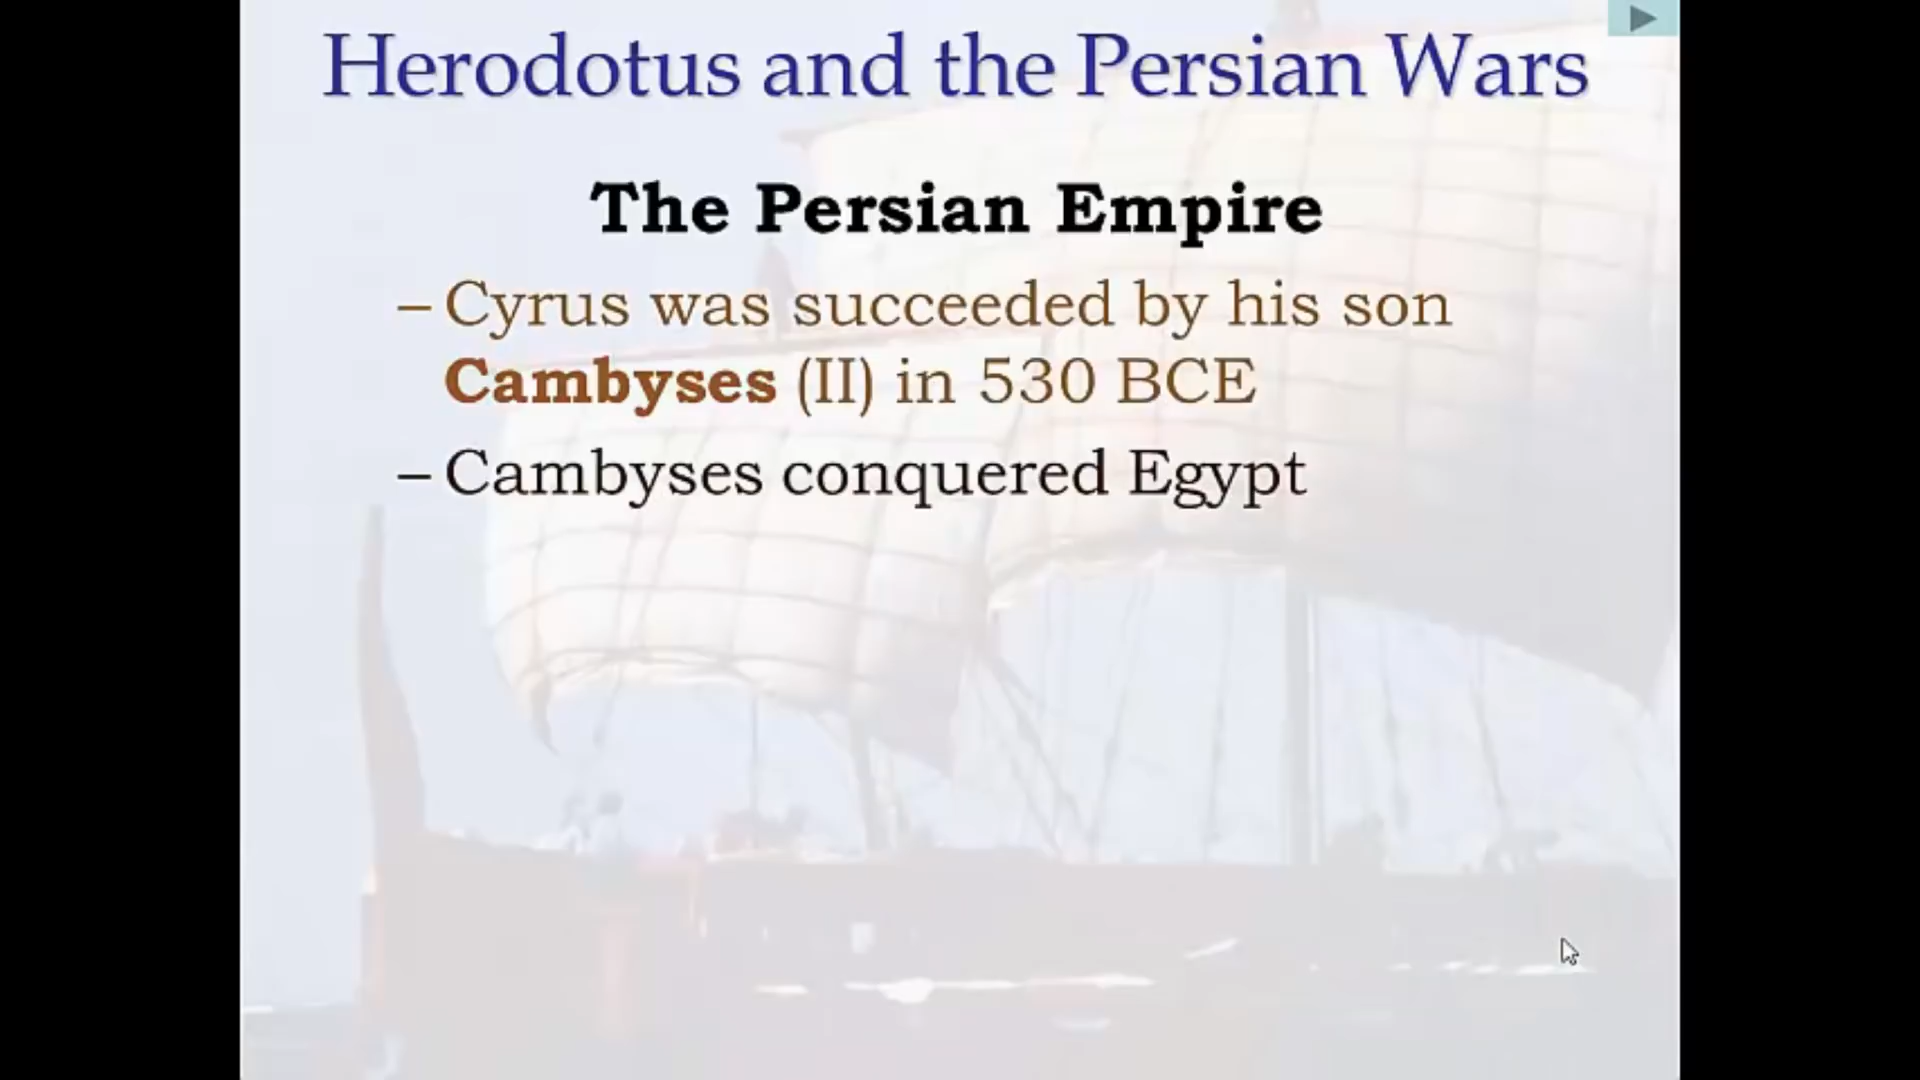 Herodotus and the Persian Wars
The Persian Empire
– Cyrus was succeeded by his son
Cambyses (II) in 530 BCE
– Cambyses conquered Egypt